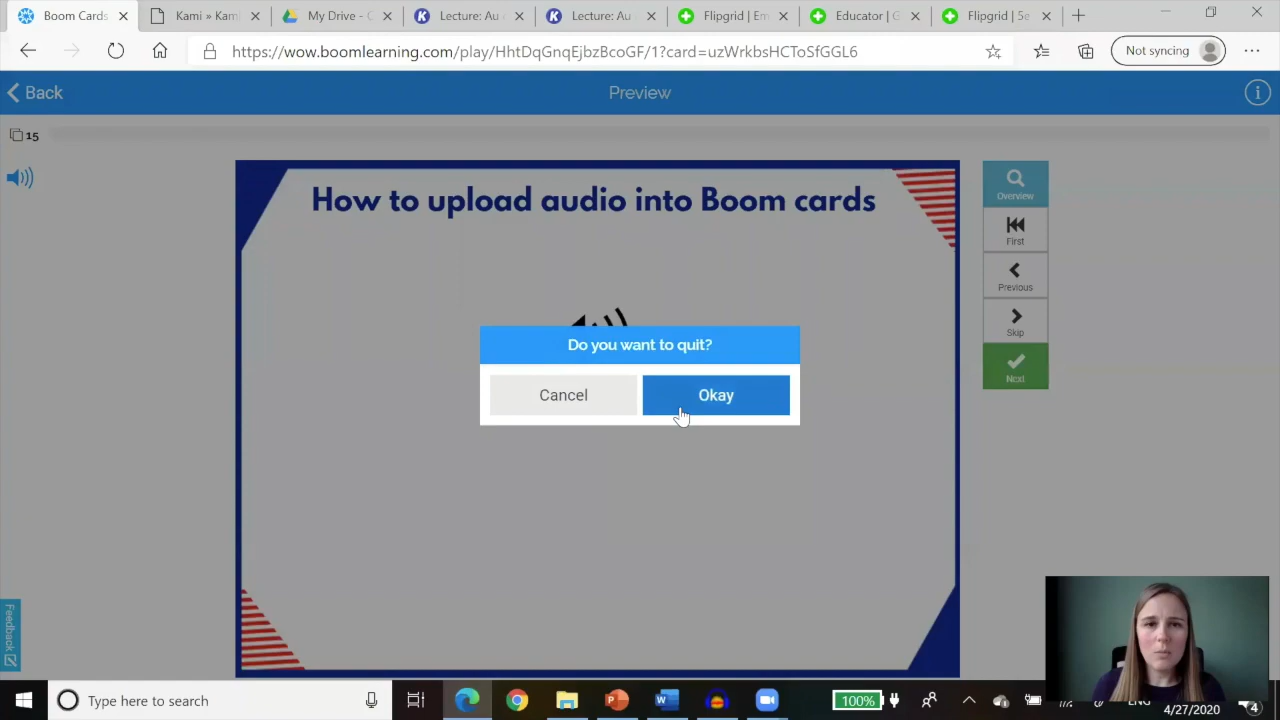 Boom Cards
Kami » Kami
My Drive - C
Lecture: Au
Lecture: Au
Flipgrid | Em
Educator | G
Flipgrid | Se
https://wow.boomlearning.com/play/HhtDqGnqEjbzBcoGF/1?card=uzWrkbsHCToSfGGL6
Not syncing
Back
Preview
15
How to upload audio into Boom cards
Overview
First
Previous
Skip
Next
Do you want to quit?
Cancel
Okay
Feedback
Type here to search
100%
4/27/2020
4